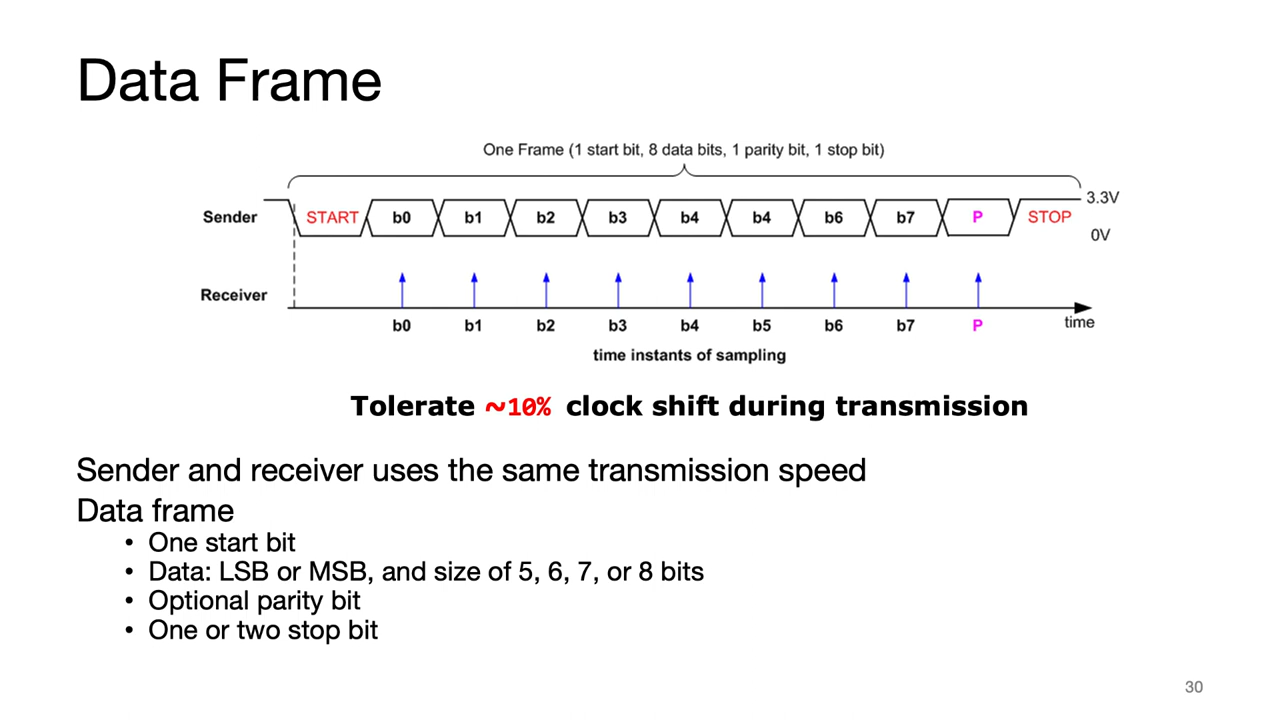 Data Frame
One Frame (1 start bit, 8 data bits, 1 parity bit, 1 stop bit)
3.3V
Sender START b0 b1 b2 b3 b4 b4 b6 b7 P STOP
0V
Receiver
b0 b1 b2 b3 b4 b5 b6 b7 P time
time instants of sampling
Tolerate ~10% clock shift during transmission
Sender and receiver uses the same transmission speed
Data frame
• One start bit
• Data: LSB or MSB, and size of 5, 6, 7, or 8 bits
• Optional parity bit
• One or two stop bit
30